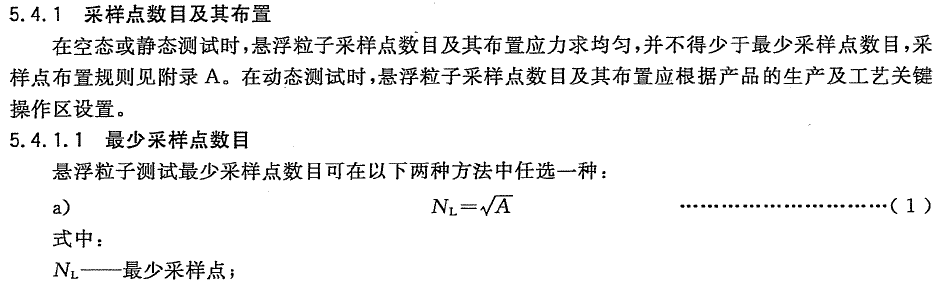 5.4.1 采样点数目及其布置
在空态或静态测试时,悬浮粒子采样点数目及其布置应力求均匀,并不得少于最少采样点数目,采
样点布置规则见附录 A。在动态测试时,悬浮粒子采样点数目及其布置应根据产品的生产及工艺关键
操作区设置。
5.4.1.1 最少采样点数目
悬浮粒子测试最少采样点数目可在以下两种方法中任选一种:
a) N_L=√A …………………………(1)
式中:
N_L——最少采样点;